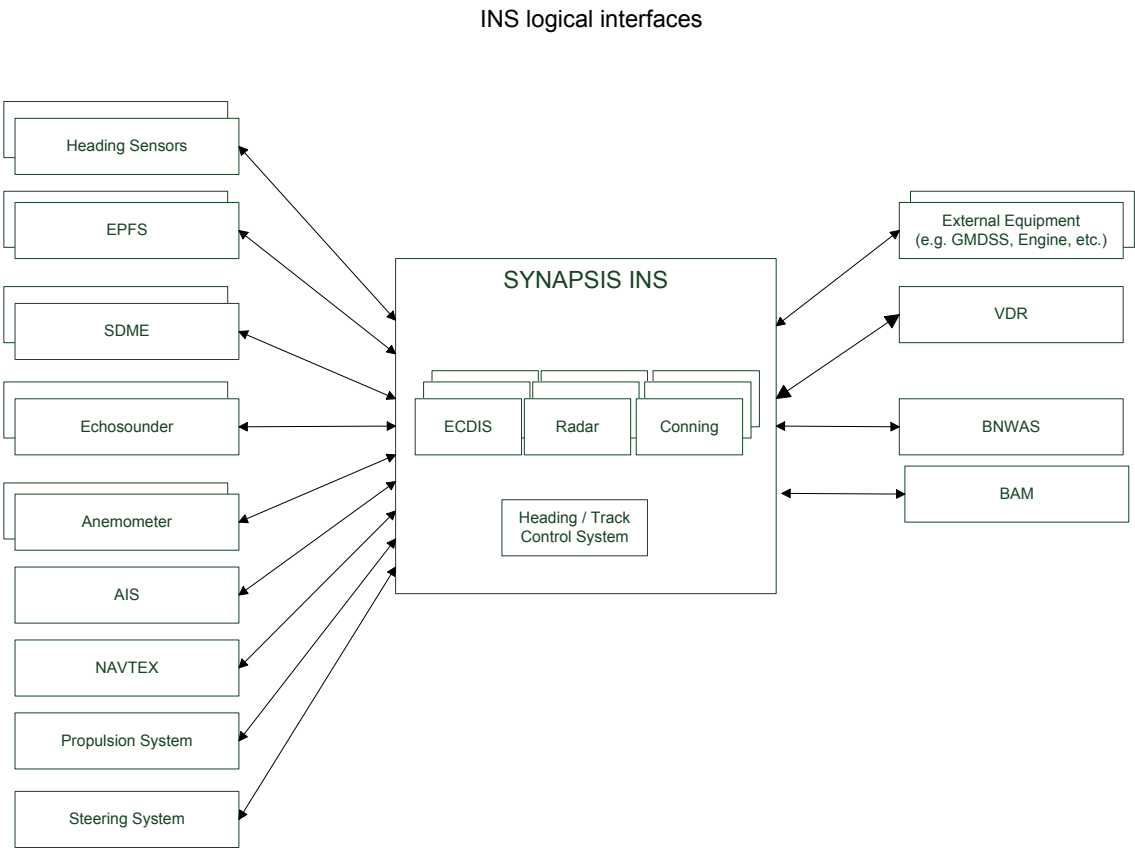 INS logical interfaces
Heading Sensors
EPFS
SDME
Echosounder
Anemometer
AIS
NAVTEX
Propulsion System
Steering System
SYNAPSIS INS
ECDIS
Radar
Conning
Heading / Track
Control System
External Equipment
(e.g. GMDSS, Engine, etc.)
VDR
BNWAS
BAM